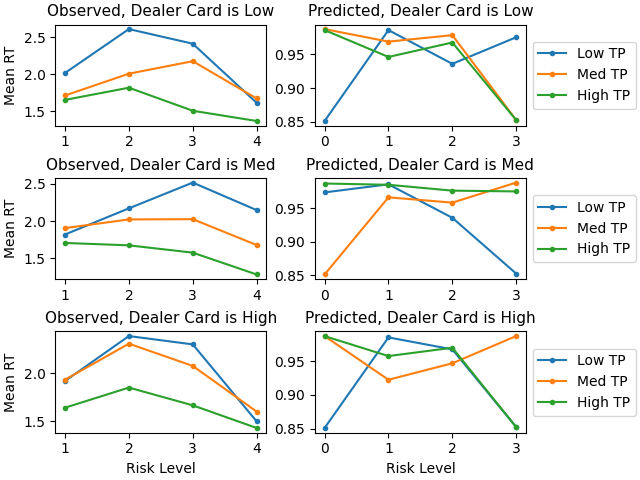 Observed, Dealer Card is Low
Predicted, Dealer Card is Low
Mean RT
2.5
2.0
1.5
1 2 3 4
0.95
0.90
0.85
0 1 2 3
Low TP
Med TP
High TP
Observed, Dealer Card is Med
Predicted, Dealer Card is Med
Mean RT
2.5
2.0
1.5
1 2 3 4
0.95
0.90
0.85
0 1 2 3
Low TP
Med TP
High TP
Observed, Dealer Card is High
Predicted, Dealer Card is High
Mean RT
2.0
1.5
1 2 3 4
Risk Level
0.95
0.90
0.85
0 1 2 3
Risk Level
Low TP
Med TP
High TP